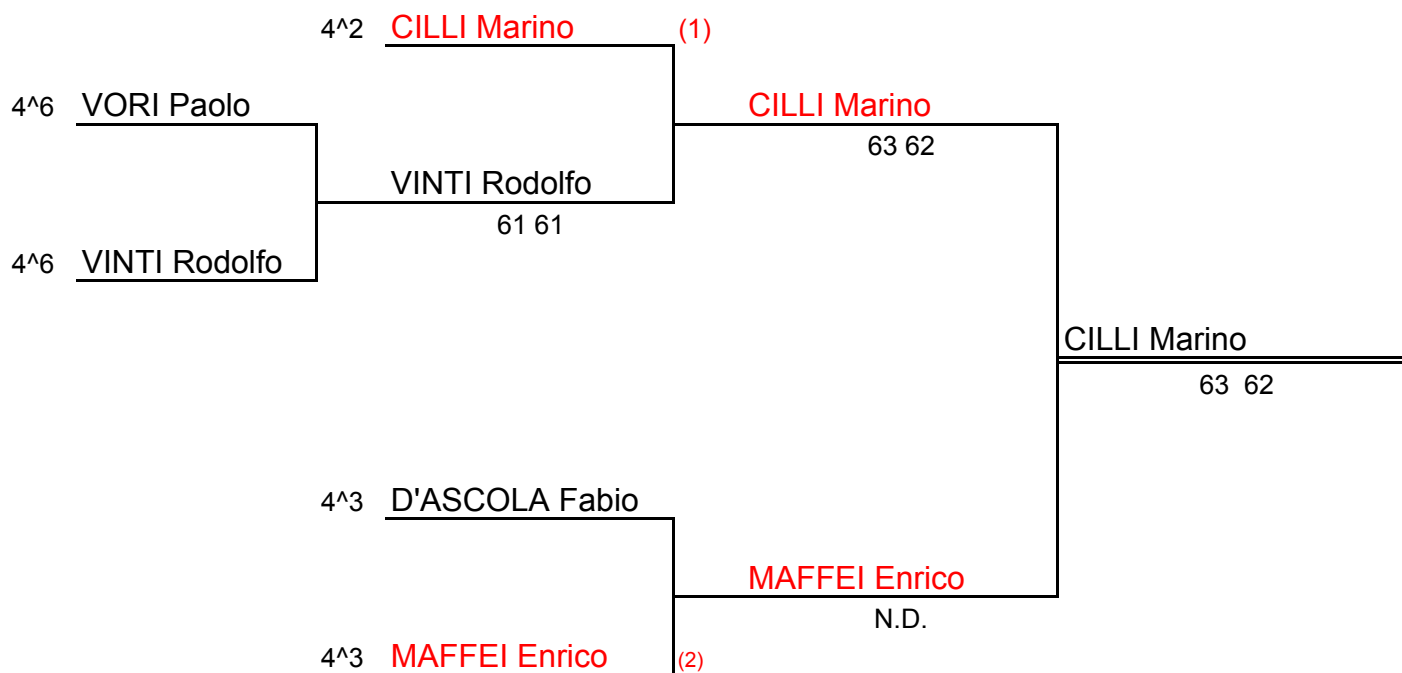 4^2 CILLI Marino (1)
4^6 VORI Paolo
CILLI Marino
63 62
VINTI Rodolfo
61 61
4^6 VINTI Rodolfo
CILLI Marino
63 62
4^3 D'ASCOLA Fabio
MAFFEI Enrico
N.D.
4^3 MAFFEI Enrico (2)